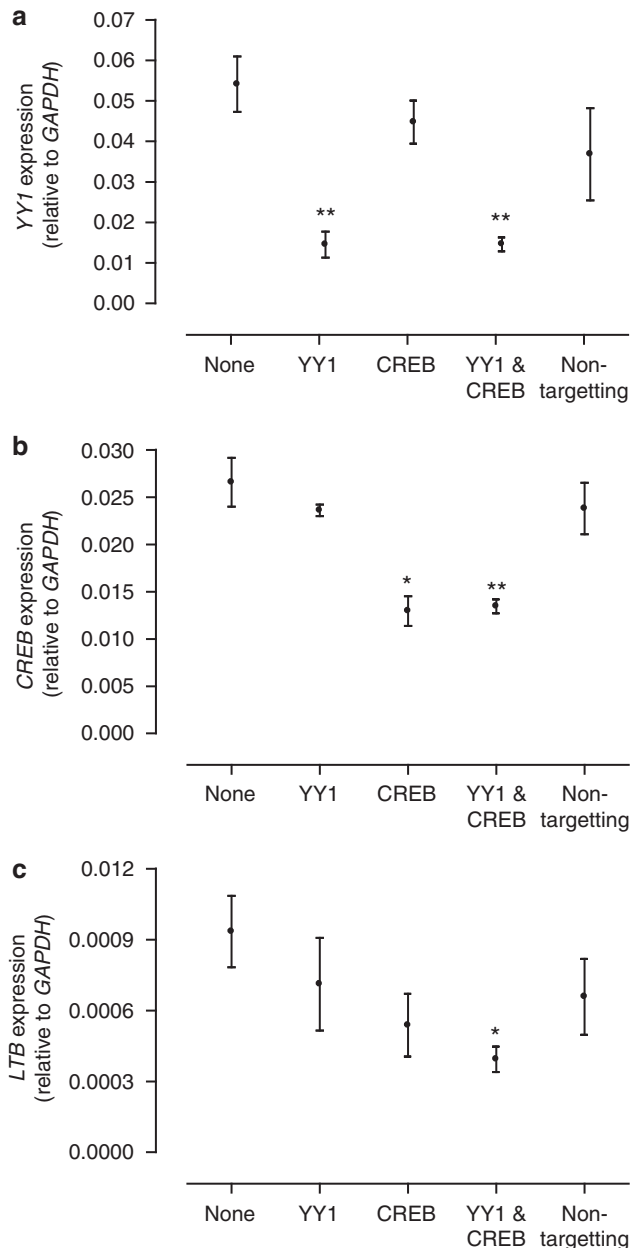 a
YY1 expression
(relative to GAPDH)
0.07
0.06
0.05
0.04
0.03
0.02
0.01
0.00
**
**
None
YY1
CREB
YY1 &
CREB
Non-
targetting
b
CREB expression
(relative to GAPDH)
0.030
0.025
0.020
0.015
0.010
0.005
0.000
*
**
None
YY1
CREB
YY1 &
CREB
Non-
targetting
c
LTB expression
(relative to GAPDH)
0.012
0.0009
0.0006
0.0003
0.0000
*
None
YY1
CREB
YY1 &
CREB
Non-
targetting